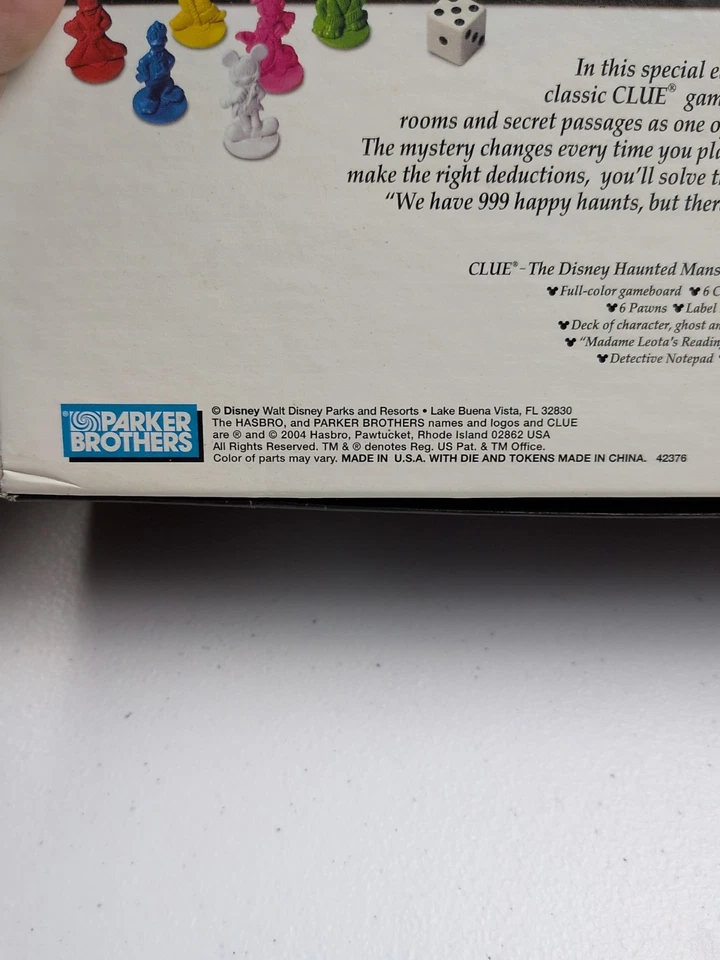 In this special e
classic CLUE® gam
rooms and secret passages as one o
The mystery changes every time you pla
make the right deductions, you'll solve t
“We have 999 happy haunts, but ther
CLUE®-The Disney Haunted Mans
Full-color gameboard 6 C
6 Pawns Label
Deck of character, ghost an
“Madame Leota's Readin
Detective Notepad
PARKER
BROTHERS
© Disney Walt Disney Parks and Resorts • Lake Buena Vista, FL 32830
The HASBRO, and PARKER BROTHERS names and logos and CLUE
are ® and © 2004 Hasbro, Pawtucket, Rhode Island 02862 USA
All Rights Reserved. TM & ® denotes Reg. US Pat. & TM Office.
Color of parts may vary. MADE IN U.S.A. WITH DIE AND TOKENS MADE IN CHINA. 42376